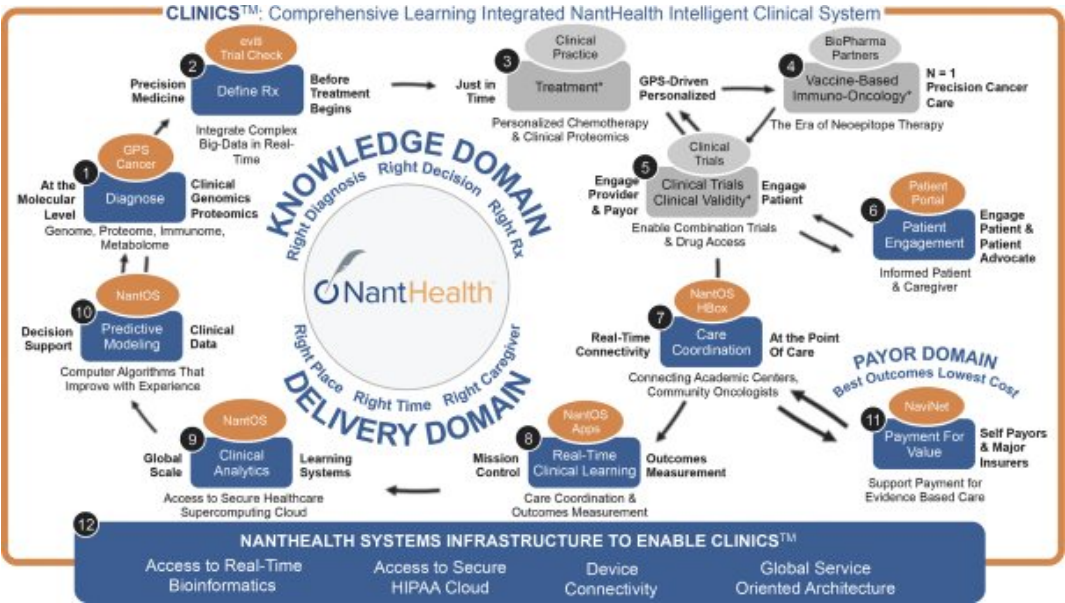 CLINICS™: Comprehensive Learning Integrated NantHealth Intelligent Clinical System
1
GPS
Cancer
Diagnose
At the
Molecular
Level
Clinical
Genomics
Proteomics
Genome, Proteome, Immunome,
Metabolome
2
eviti
Trial Check
Define Rx
Precision
Medicine
Before
Treatment
Begins
Integrate Complex
Big-Data in Real-
Time
3
Clinical
Practice
Treatment*
Just in
Time
GPS-Driven
Personalized
Personalized Chemotherapy
& Clinical Proteomics
4
BioPharma
Partners
Vaccine-Based
Immuno-Oncology*
N = 1
Precision Cancer
Care
The Era of Neoepitope Therapy
5
Clinical
Trials
Clinical Trials
Clinical Validity*
Engage
Provider
& Payor
Engage
Patient
Enable Combination Trials
& Drug Access
6
Patient
Portal
Patient
Engagement
Engage
Patient &
Patient
Advocate
Informed Patient
& Caregiver
7
NantOS
HBox
Care
Coordination
Real-Time
Connectivity
At the Point
Of Care
Connecting Academic Centers,
Community Oncologists
8
NantOS
Apps
Real-Time
Clinical Learning
Mission
Control
Outcomes
Measurement
Care Coordination &
Outcomes Measurement
9
NantOS
Clinical
Analytics
Global
Scale
Learning
Systems
Access to Secure Healthcare
Supercomputing Cloud
10
NantOS
Predictive
Modeling
Decision
Support
Clinical
Data
Computer Algorithms That
Improve with Experience
PAYOR DOMAIN
Best Outcomes Lowest Cost
11
NaviNet
Payment For
Value
Self Payors
& Major
Insurers
Support Payment for
Evidence Based Care
KNOWLEDGE DOMAIN
Right Diagnosis Right Decision Right Rx
NantHealth
Right Place Right Time Right Caregiver
DELIVERY DOMAIN
12
NANTHEALTH SYSTEMS INFRASTRUCTURE TO ENABLE CLINICS™
Access to Real-Time
Bioinformatics
Access to Secure
HIPAA Cloud
Device
Connectivity
Global Service
Oriented Architecture